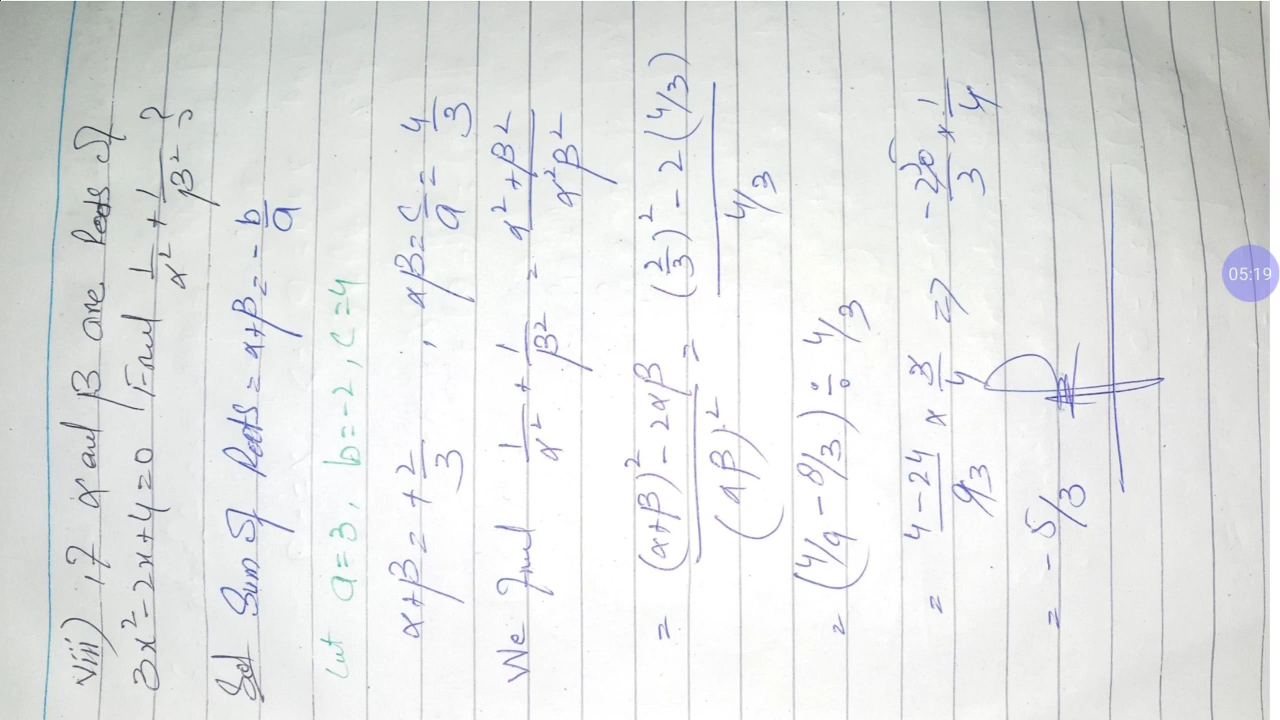 viii) if α and β are Roots of
3x²-2x+4=0, Find 1/α² + 1/β² ?
Sol Sum of Roots = α+β = -b/a
Let a=3, b=-2, c=4
α+β = +2/3 , αβ = c/a = 4/3
We find 1/α² + 1/β² = α²+β²/α²β²
= (α+β)² - 2αβ/(αβ)² = (2/3)² - 2(4/3)/4/3
= (4/9 - 8/3) ÷ 4/3
= 4-24/9 3 × 3/4 => -20/3 × 1/4
= -5/3
05:19